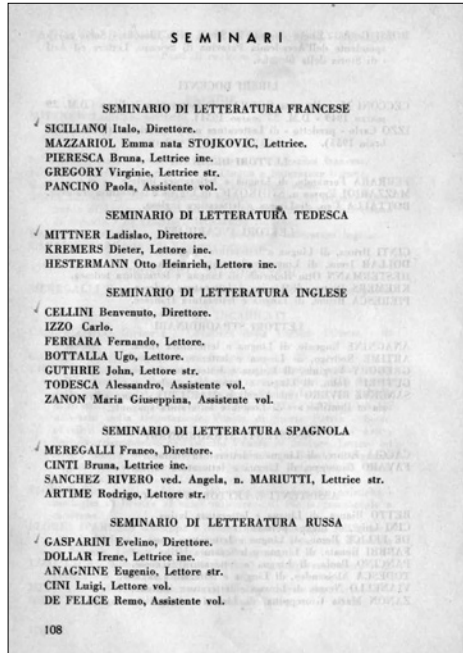 SEMINARI
SEMINARIO DI LETTERATURA FRANCESE
SICILIANO Italo, Direttore.
MAZZARIOL Emma nata STOJKOVIC, Lettrice.
PIERESCA Bruna, Lettrice inc.
GREGORY Virginie, Lettrice str.
PANCINO Paola, Assistente vol.
SEMINARIO DI LETTERATURA TEDESCA
MITTNER Ladislao, Direttore.
KREMERS Dieter, Lettore inc.
HESTERMANN Otto Heinrich, Lettore inc.
SEMINARIO DI LETTERATURA INGLESE
CELLINI Benvenuto, Direttore.
IZZO Carlo.
FERRARA Fernando, Lettore.
BOTTALLA Ugo, Lettore.
GUTHRIE John, Lettore str.
TODESCA Alessandro, Assistente vol.
ZANON Maria Giuseppina, Assistente vol.
SEMINARIO DI LETTERATURA SPAGNOLA
MEREGALLI Franco, Direttore.
CINTI Bruna, Lettrice inc.
SANCHEZ RIVERO ved. Angela, n. MARIUTTI, Lettrice str.
ARTIME Rodrigo, Lettore str.
SEMINARIO DI LETTERATURA RUSSA
GASPARINI Evelino, Direttore.
DOLLAR Irene, Lettrice inc.
ANAGNINE Eugenio, Lettore str.
CINI Luigi, Lettore vol.
DE FELICE Remo, Assistente vol.
108